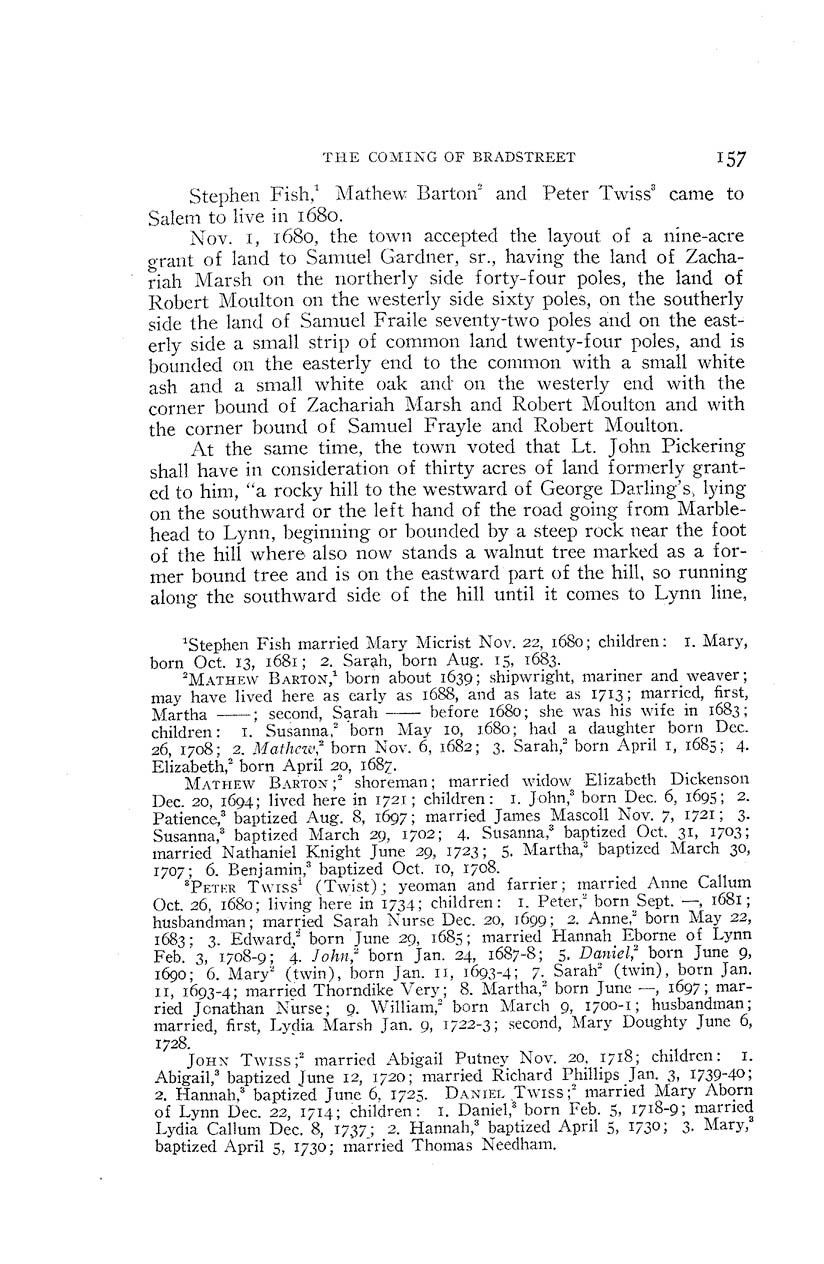 THE COMING OF BRADSTREET 157
Stephen Fish,¹ Mathew Barton² and Peter Twiss³ came to
Salem to live in 1680.
Nov. 1, 1680, the town accepted the layout of a nine-acre
grant of land to Samuel Gardner, sr., having the land of Zacha-
riah Marsh on the northerly side forty-four poles, the land of
Robert Moulton on the westerly side sixty poles, on the southerly
side the land of Samuel Fraile seventy-two poles and on the east-
erly side a small strip of common land twenty-four poles, and is
bounded on the easterly end to the common with a small white
ash and a small white oak and on the westerly end with the
corner bound of Zachariah Marsh and Robert Moulton and with
the corner bound of Samuel Frayle and Robert Moulton.
At the same time, the town voted that Lt. John Pickering
shall have in consideration of thirty acres of land formerly grant-
ed to him, "a rocky hill to the westward of George Darling's, lying
on the southward or the left hand of the road going from Marble-
head to Lynn, beginning or bounded by a steep rock near the foot
of the hill where also now stands a walnut tree marked as a for-
mer bound tree and is on the eastward part of the hill, so running
along the southward side of the hill until it comes to Lynn line,
¹Stephen Fish married Mary Micrist Nov. 22, 1680; children: 1. Mary,
born Oct. 13, 1681; 2. Sarah, born Aug. 15, 1683.
²MATHEW BARTON,¹ born about 1639; shipwright, mariner and weaver;
may have lived here as early as 1688, and as late as 1713; married, first,
Martha ——; second, Sarah —— before 1680; she was his wife in 1683;
children: 1. Susanna,² born May 10, 1680; had a daughter born Dec.
26, 1708; 2. Mathew,² born Nov. 6, 1682; 3. Sarah,² born April 1, 1685; 4.
Elizabeth,² born April 20, 1687.
MATHEW BARTON;² shoreman; married widow Elizabeth Dickenson
Dec. 20, 1694; lived here in 1721; children: 1. John,³ born Dec. 6, 1695; 2.
Patience,³ baptized Aug. 8, 1697; married James Mascoll Nov. 7, 1721; 3.
Susanna,³ baptized March 29, 1702; 4. Susanna,³ baptized Oct. 31, 1703;
married Nathaniel Knight June 29, 1723; 5. Martha,³ baptized March 30,
1707; 6. Benjamin,³ baptized Oct. 10, 1708.
³PETER TWISS¹ (Twist); yeoman and farrier; married Anne Callum
Oct. 26, 1680; living here in 1734; children: 1. Peter,² born Sept. —, 1681;
husbandman; married Sarah Nurse Dec. 20, 1699; 2. Anne,² born May 22,
1683; 3. Edward,² born June 29, 1685; married Hannah Eborne of Lynn
Feb. 3, 1708-9; 4. John,² born Jan. 24, 1687-8; 5. Daniel,² born June 9,
1690; 6. Mary² (twin), born Jan. 11, 1693-4; 7. Sarah² (twin), born Jan.
11, 1693-4; married Thorndike Very; 8. Martha,² born June —, 1697; mar-
ried Jonathan Nurse; 9. William,² born March 9, 1700-1; husbandman;
married, first, Lydia Marsh Jan. 9, 1722-3; second, Mary Doughty June 6,
1728.
JOHN TWISS;² married Abigail Putney Nov. 20, 1718; children: 1.
Abigail,³ baptized June 12, 1720; married Richard Phillips Jan. 3, 1739-40;
2. Hannah,³ baptized June 6, 1725. DANIEL TWISS;² married Mary Aborn
of Lynn Dec. 22, 1714; children: 1. Daniel,³ born Feb. 5, 1718-9; married
Lydia Callum Dec. 8, 1737; 2. Hannah,³ baptized April 5, 1730; 3. Mary,³
baptized April 5, 1730; married Thomas Needham.